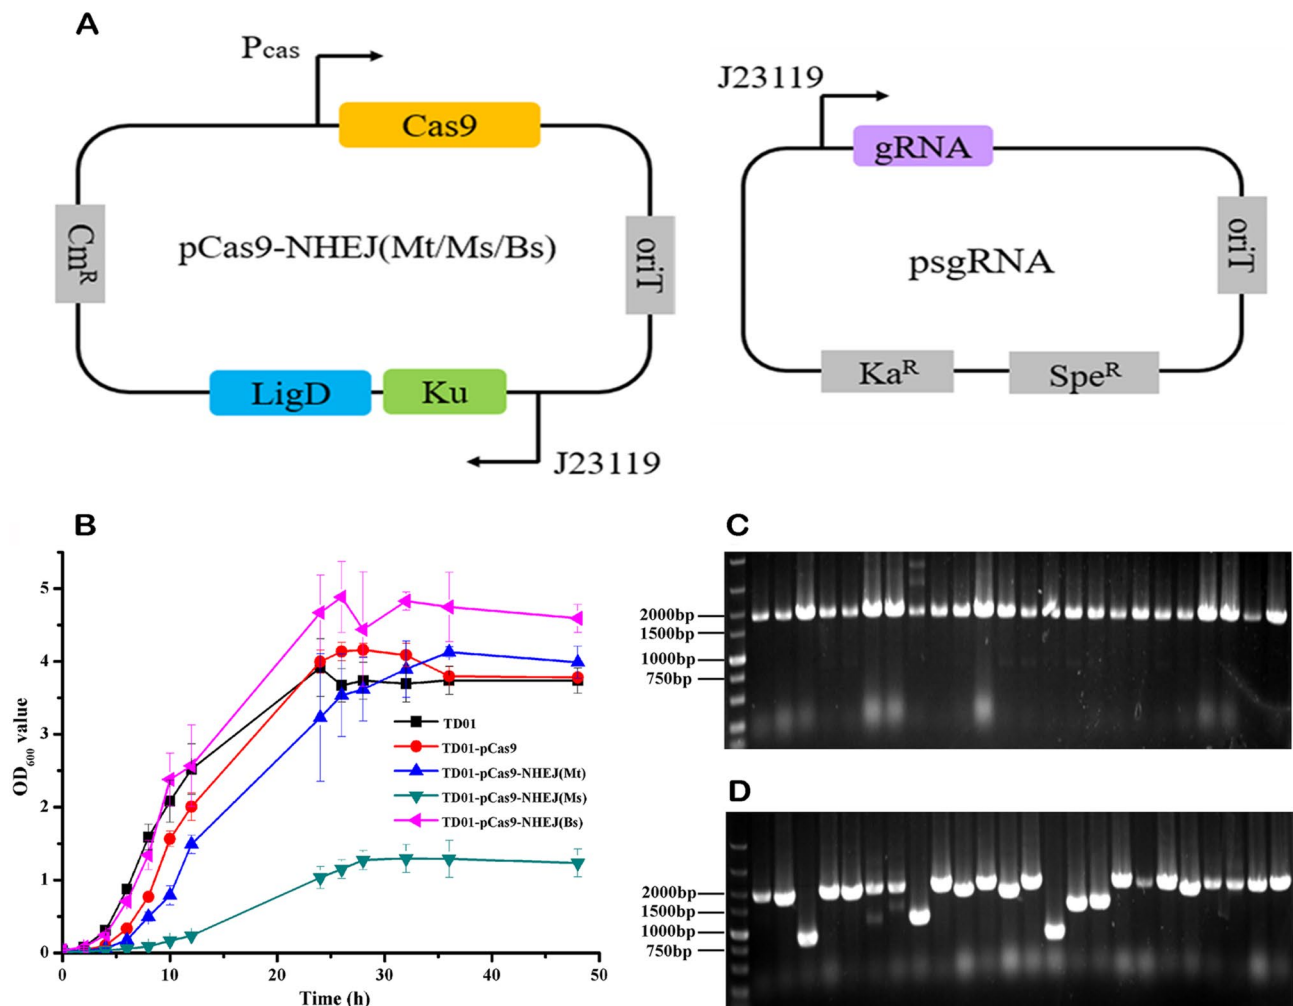 A
Pcas
Cas9
CmR
pCas9-NHEJ(Mt/Ms/Bs)
oriT
LigD
Ku
J23119
J23119
gRNA
psgRNA
oriT
KaR
SpeR
B
OD600 value
5
4
3
2
1
0
0
10
20
30
40
50
Time (h)
TD01
TD01-pCas9
TD01-pCas9-NHEJ(Mt)
TD01-pCas9-NHEJ(Ms)
TD01-pCas9-NHEJ(Bs)
C
2000bp
1500bp
1000bp
750bp
D
2000bp
1500bp
1000bp
750bp